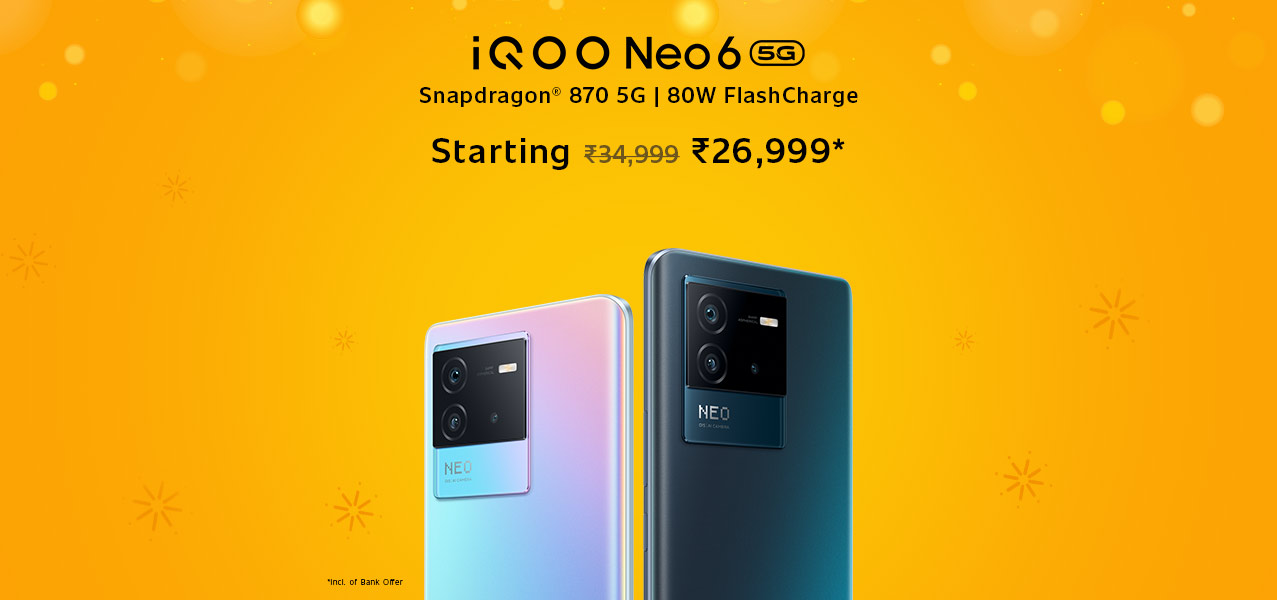 iQOO Neo6 5G
Snapdragon® 870 5G | 80W FlashCharge
Starting ₹34,999 ₹26,999*
NEO
NEO
*Incl. of Bank Offer